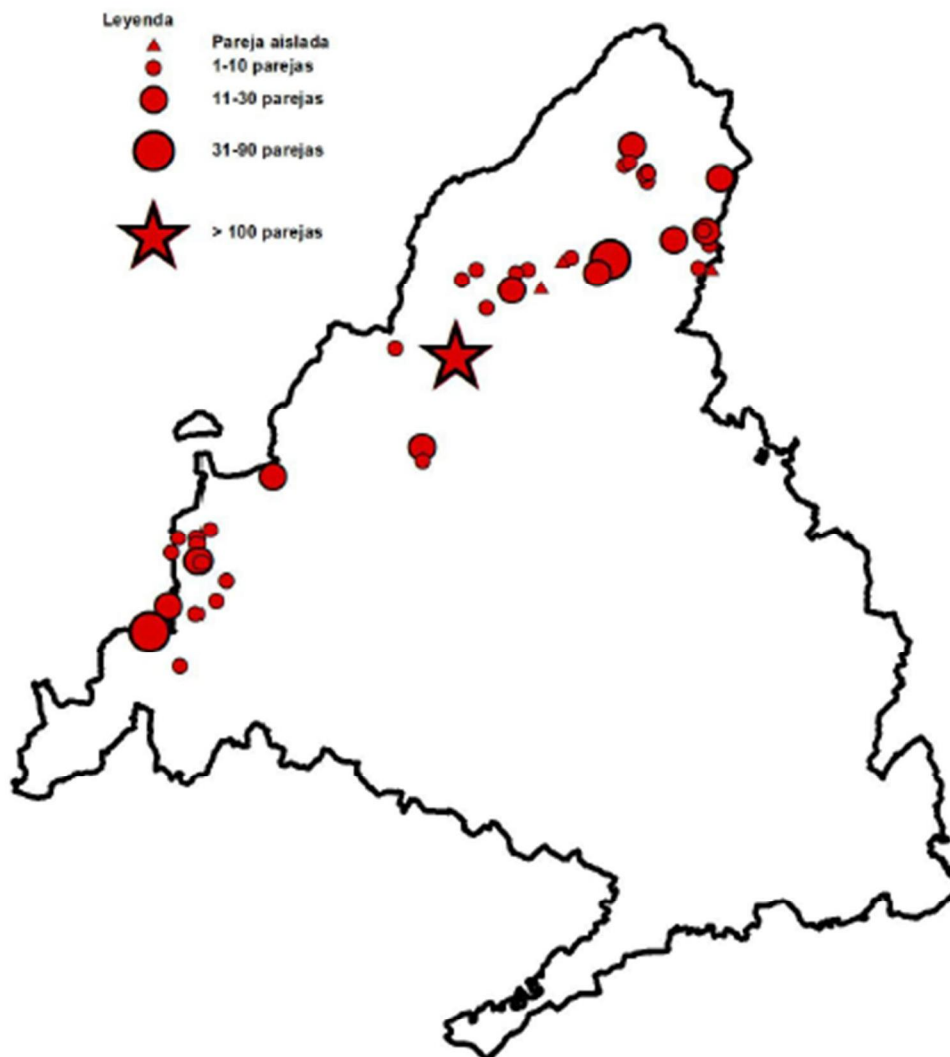 Leyenda
Pareja aislada
1-10 parejas
11-30 parejas
31-90 parejas
> 100 parejas